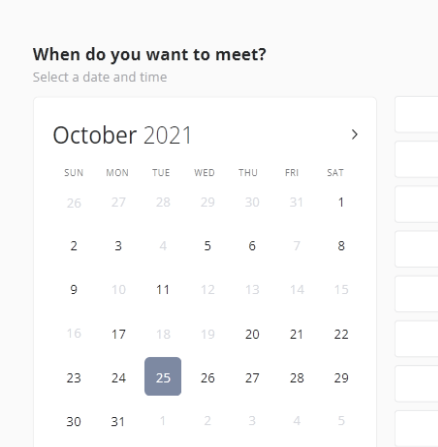 When do you want to meet?
Select a date and time
October 2021
SUN MON TUE WED THU FRI SAT
26 27 28 29 30 31 1
2 3 4 5 6 7 8
9 10 11 12 13 14 15
16 17 18 19 20 21 22
23 24 25 26 27 28 29
30 31 1 2 3 4 5